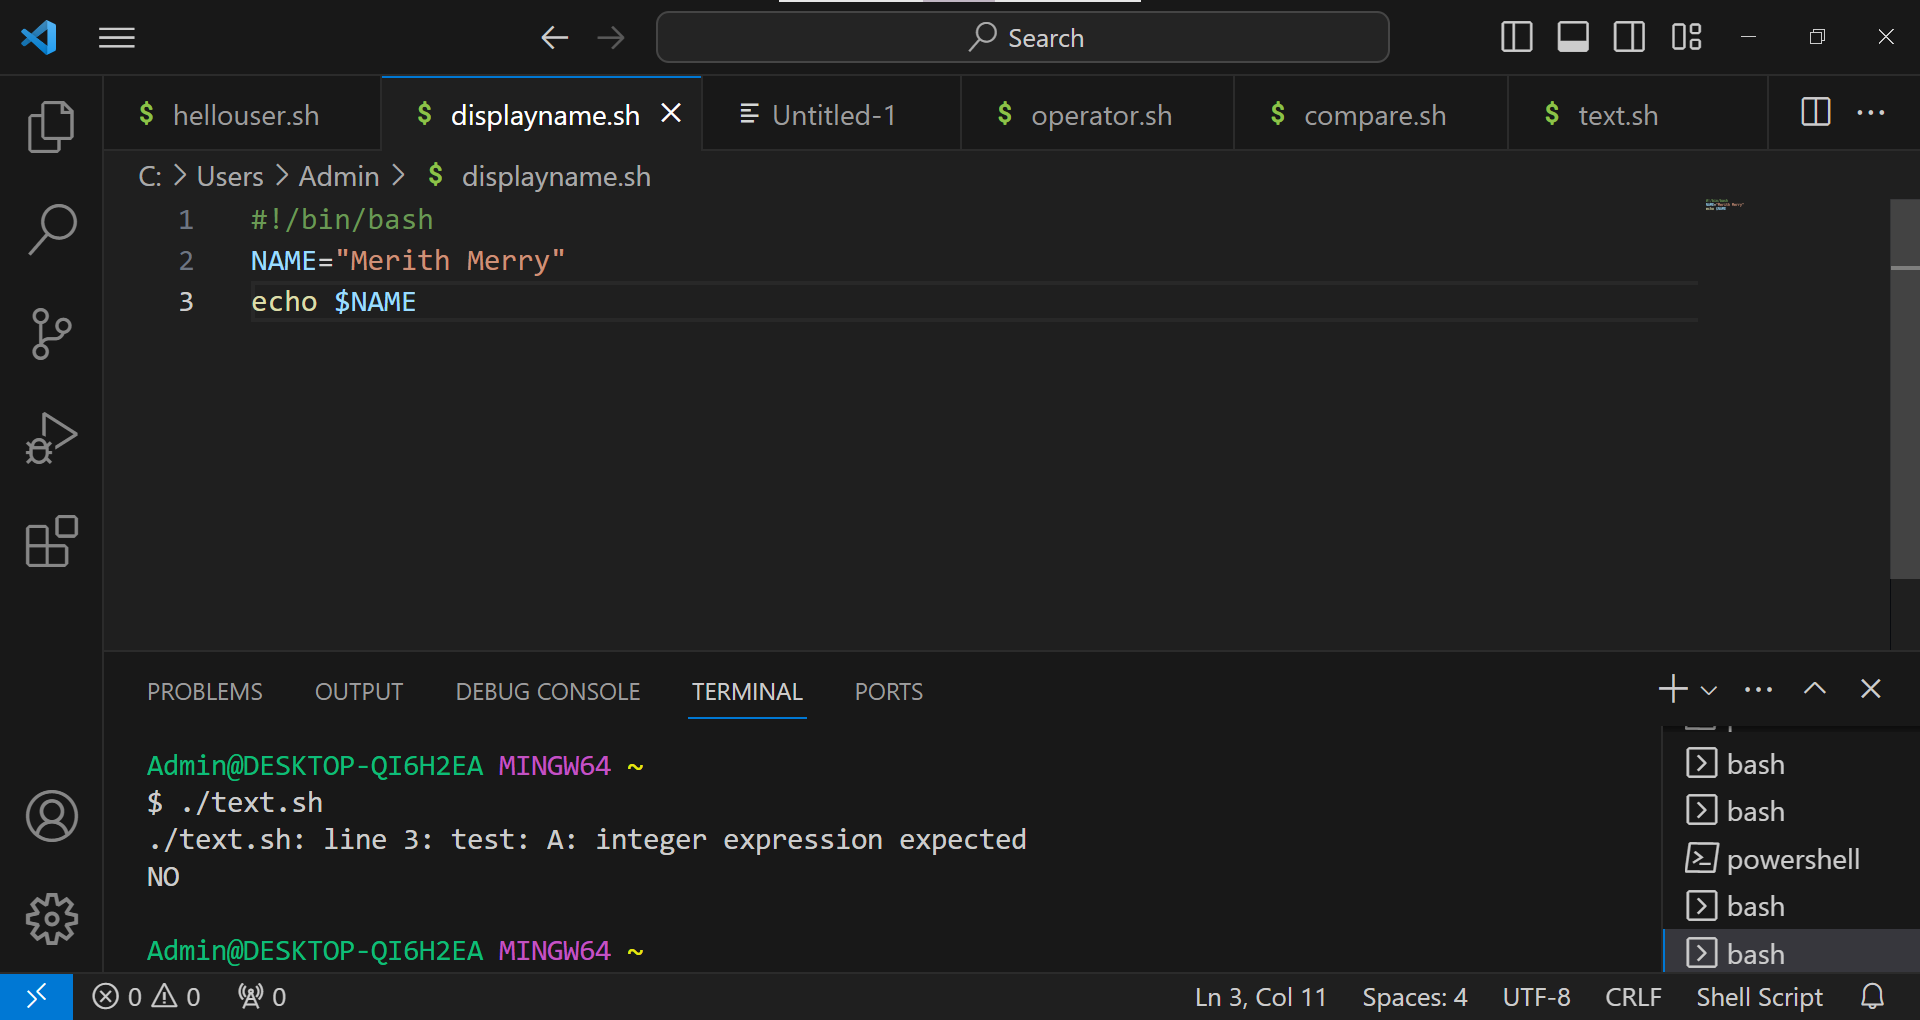 Search
hellouser.sh
displayname.sh
Untitled-1
operator.sh
compare.sh
text.sh
C: > Users > Admin > $ displayname.sh
1 #!/bin/bash
2 NAME="Merith Merry"
3 echo $NAME
PROBLEMS OUTPUT DEBUG CONSOLE TERMINAL PORTS
Admin@DESKTOP-QI6H2EA MINGW64 ~
$ ./text.sh
./text.sh: line 3: test: A: integer expression expected
NO
Admin@DESKTOP-QI6H2EA MINGW64 ~
bash
bash
powershell
bash
bash
0 0 0 Ln 3, Col 11 Spaces: 4 UTF-8 CRLF Shell Script